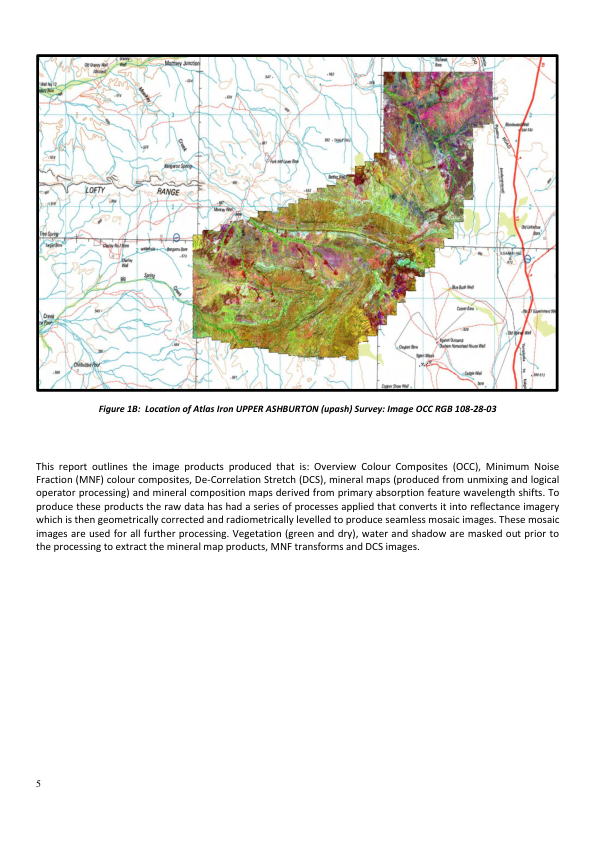 Mooloy Junction
Creek
Kangaroo Spring
LOFTY RANGE
Spring
Creek
Figure 1B: Location of Atlas Iron UPPER ASHBURTON (upash) Survey: Image OCC RGB 108-28-03
This report outlines the image products produced that is: Overview Colour Composites (OCC), Minimum Noise
Fraction (MNF) colour composites, De-Correlation Stretch (DCS), mineral maps (produced from unmixing and logical
operator processing) and mineral composition maps derived from primary absorption feature wavelength shifts. To
produce these products the raw data has had a series of processes applied that converts it into reflectance imagery
which is then geometrically corrected and radiometrically levelled to produce seamless mosaic images. These mosaic
images are used for all further processing. Vegetation (green and dry), water and shadow are masked out prior to
the processing to extract the mineral map products, MNF transforms and DCS images.
5